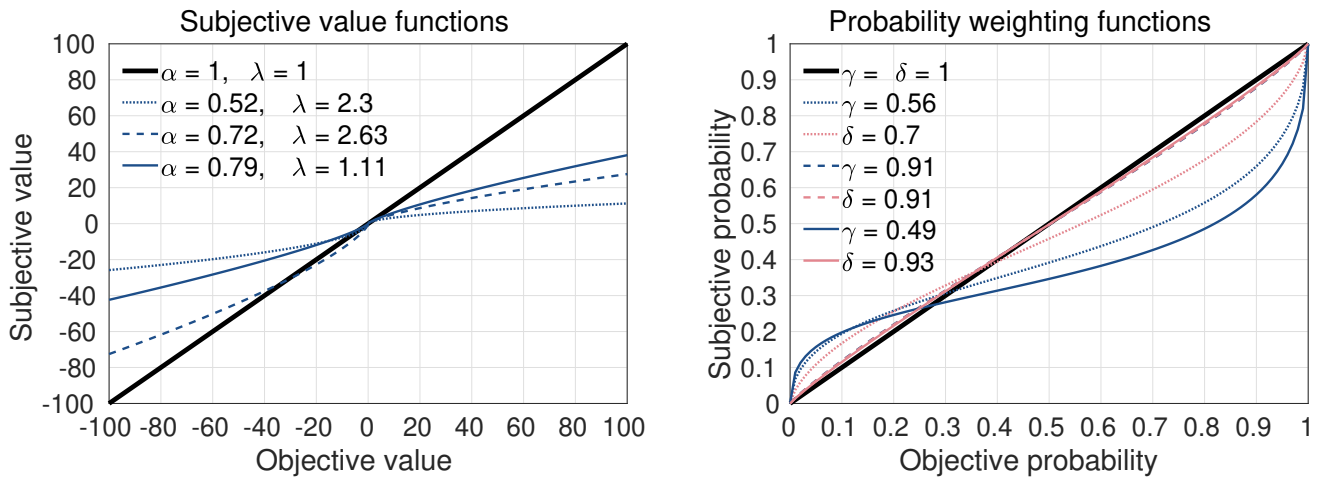 Subjective value functions
100
80
60
40
20
0
-20
-40
-60
-80
-100
Subjective value
α = 1, λ = 1
α = 0.52, λ = 2.3
α = 0.72, λ = 2.63
α = 0.79, λ = 1.11
-100 -80 -60 -40 -20 0 20 40 60 80 100
Objective value
Probability weighting functions
1
0.9
0.8
0.7
0.6
0.5
0.4
0.3
0.2
0.1
0
Subjective probability
γ = δ = 1
γ = 0.56
δ = 0.7
γ = 0.91
δ = 0.91
γ = 0.49
δ = 0.93
0 0.1 0.2 0.3 0.4 0.5 0.6 0.7 0.8 0.9 1
Objective probability